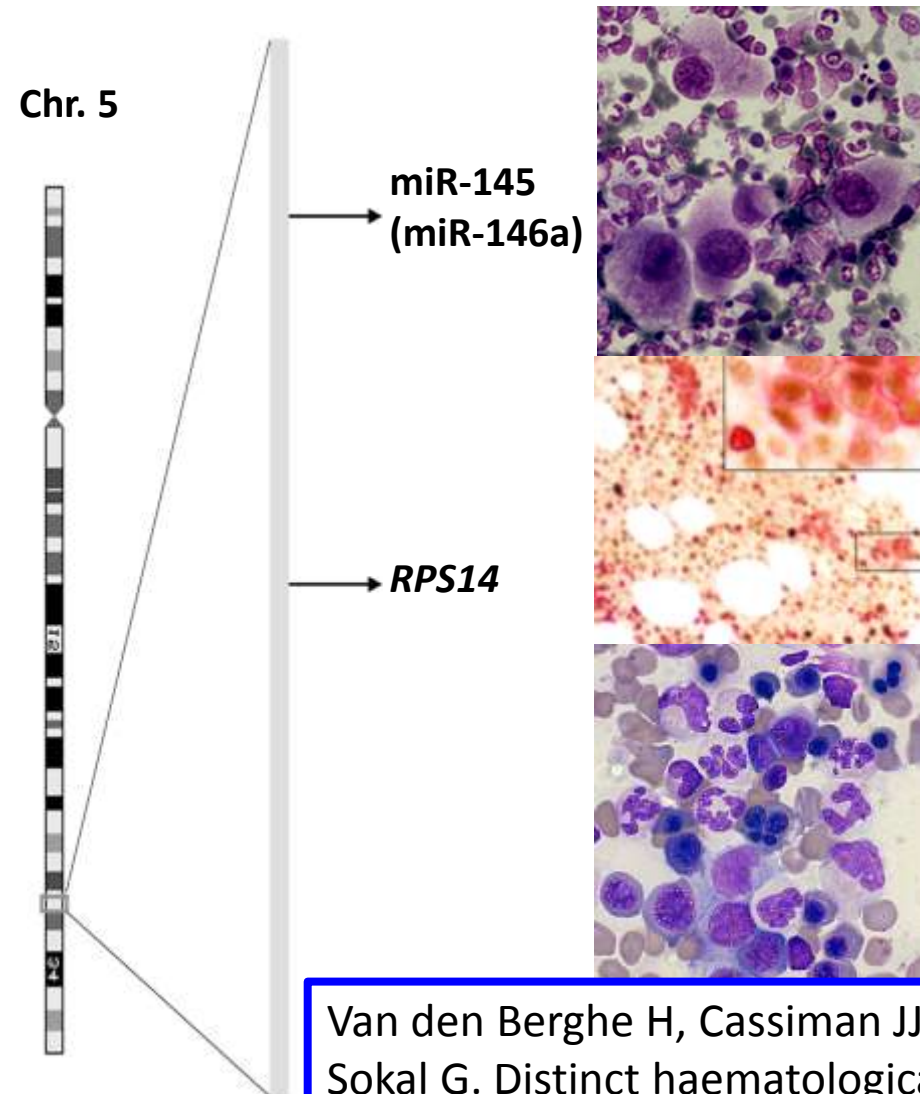 Chr. 5
miR-145
(miR-146a)
RPS14
Van den Berghe H, Cassiman JJ
Sokal G. Distinct haematologica